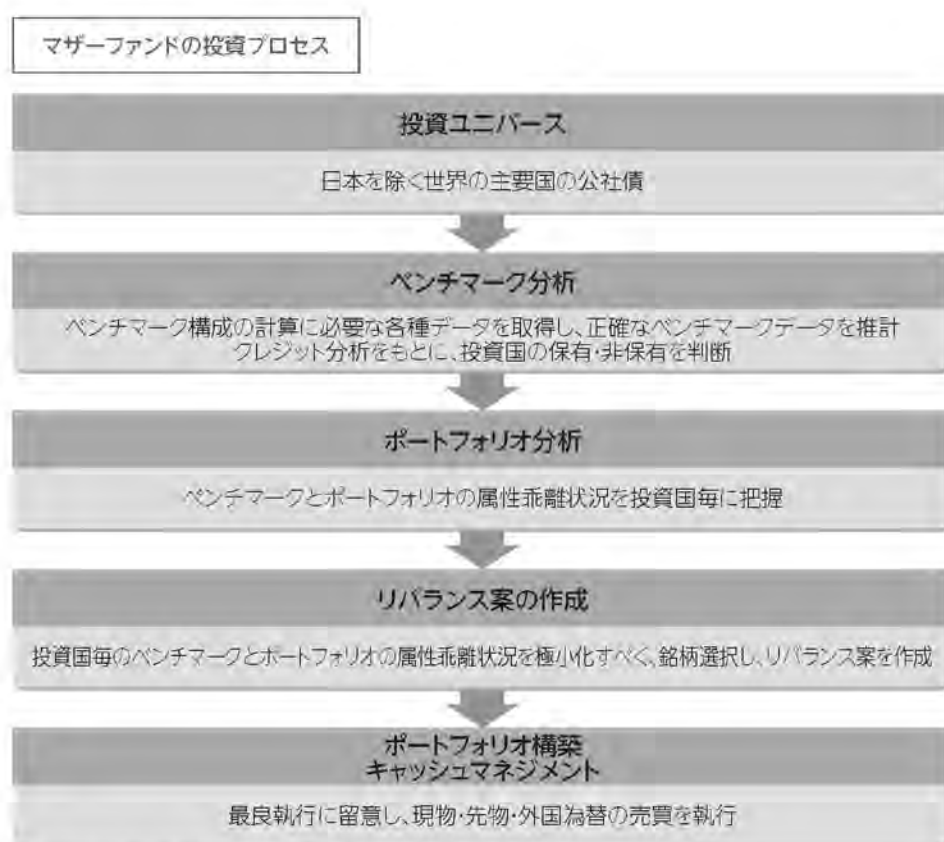 マザーファンドの投資プロセス
投資ユニバース
日本を除く世界の主要国の公社債
ベンチマーク分析
ベンチマーク構成の計算に必要な各種データを取得し、正確なベンチマークデータを推計
クレジット分析をもとに、投資国の保有・非保有を判断
ポートフォリオ分析
ベンチマークとポートフォリオの属性乖離状況を投資国毎に把握
リバランス案の作成
投資国毎のベンチマークとポートフォリオの属性乖離状況を極小化すべく、銘柄選択し、リバランス案を作成
ポートフォリオ構築
キャッシュマネジメント
最良執行に留意し、現物・先物・外国為替の売買を執行